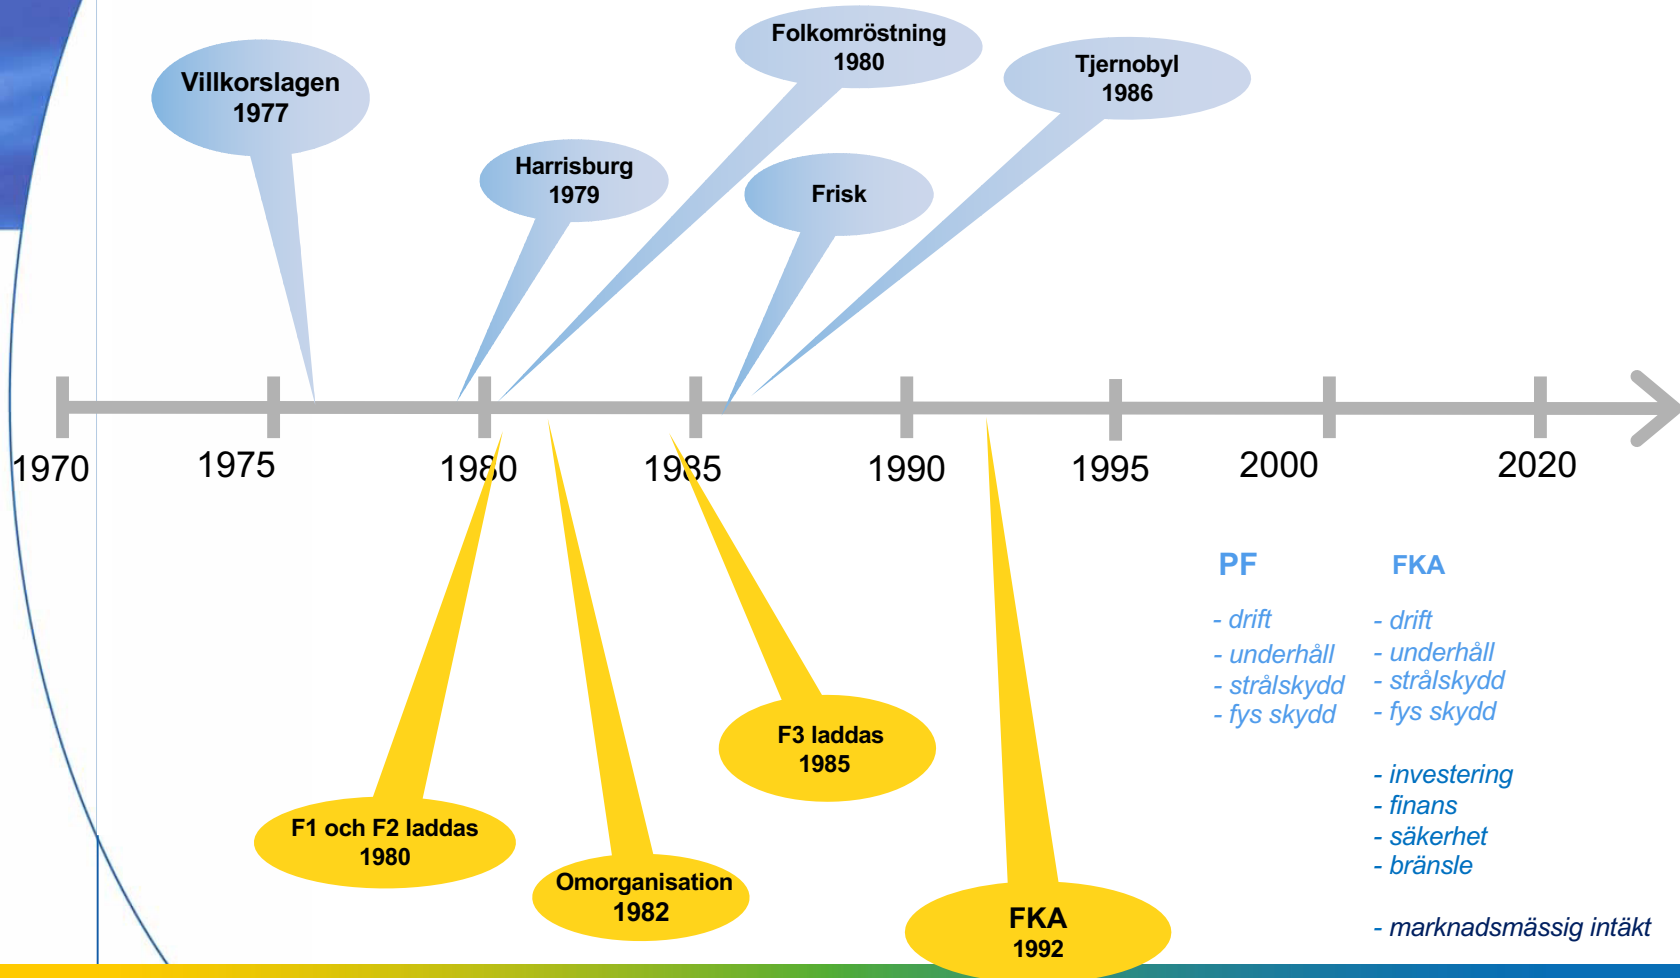 Villkorslagen
1977
Harrisburg
1979
Folkomröstning
1980
Frisk
Tjernobyl
1986
1970
1975
1980
1985
1990
1995
2000
2020
F1 och F2 laddas
1980
Omorganisation
1982
F3 laddas
1985
FKA
1992
PF
- drift
- underhåll
- strålskydd
- fys skydd
FKA
- drift
- underhåll
- strålskydd
- fys skydd
- investering
- finans
- säkerhet
- bränsle
- marknadsmässig intäkt